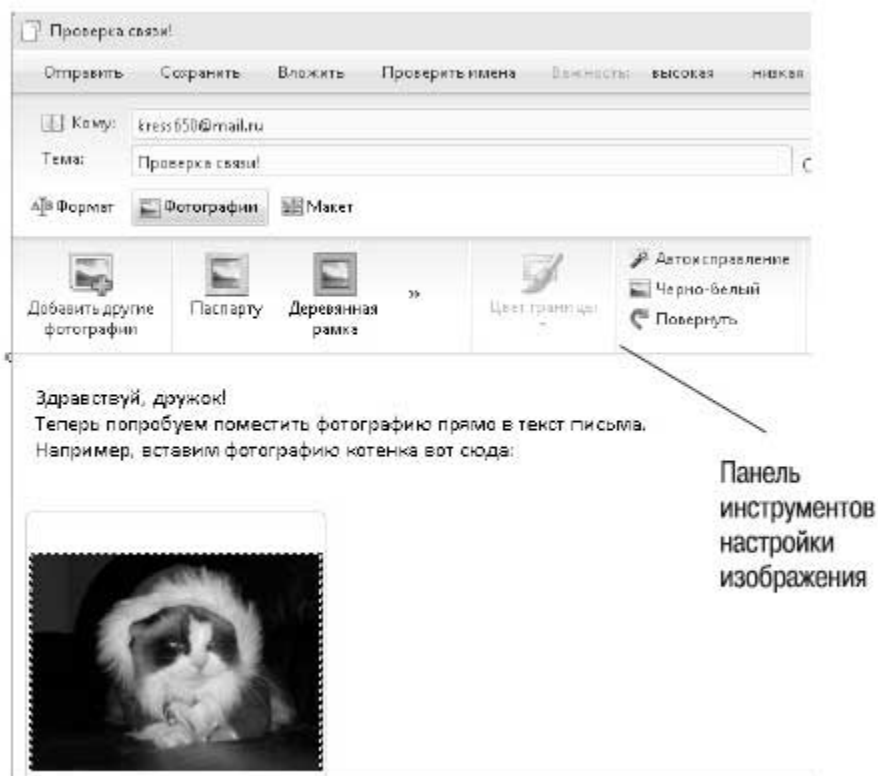 Проверка связи!
Отправить Сохранить Вложить Проверить имена Важность: высокая низкая
Кому: kress650@mail.ru
Тема: Проверка связи!
Формат Фотографии Макет
Добавить другие фотографии
Паспарту
Деревянная рамка
»
Цвет границы
Автоисправление
Черно-белый
Повернуть
Здравствуй, дружок!
Теперь попробуем поместить фотографию прямо в текст письма.
Например, вставим фотографию котенка вот сюда:
Панель
инструментов
настройки
изображения